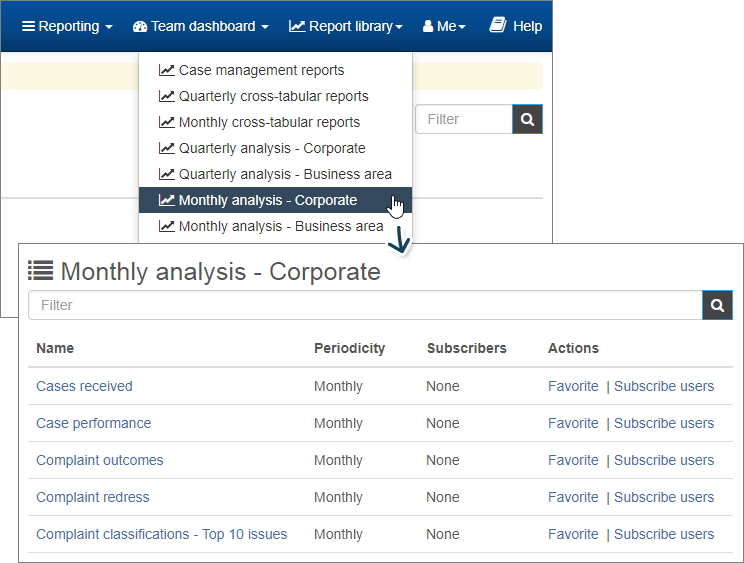 Reporting Team dashboard Report library Me Help
Case management reports
Quarterly cross-tabular reports
Monthly cross-tabular reports
Filter
Quarterly analysis - Corporate
Quarterly analysis - Business area
Monthly analysis - Corporate
Monthly analysis - Business area
Monthly analysis - Corporate
Filter
Name Periodicity Subscribers Actions
Cases received Monthly None Favorite | Subscribe users
Case performance Monthly None Favorite | Subscribe users
Complaint outcomes Monthly None Favorite | Subscribe users
Complaint redress Monthly None Favorite | Subscribe users
Complaint classifications - Top 10 issues Monthly None Favorite | Subscribe users